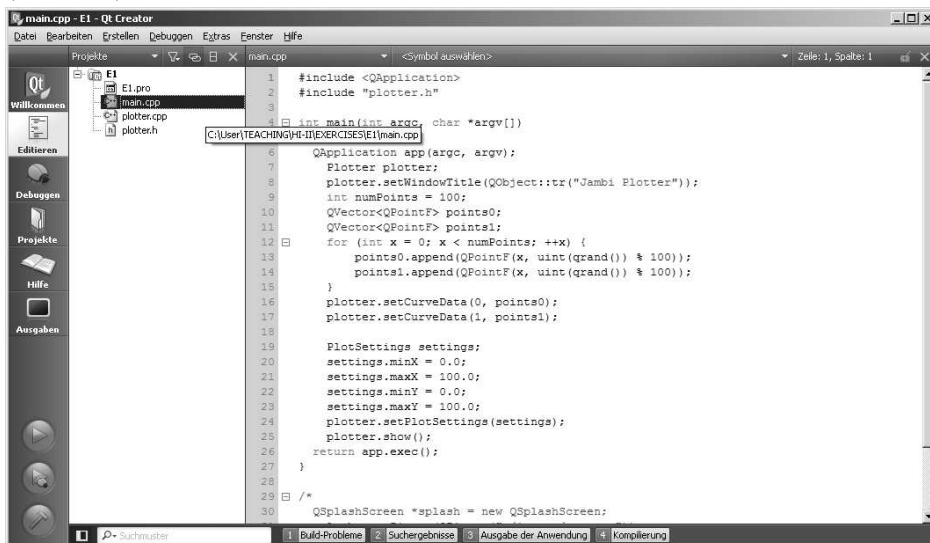 main.cpp - E1 - Qt Creator
Datei Bearbeiten Erstellen Debuggen Extras Fenster Hilfe
Projekte main.cpp <Symbol auswählen> Zeile: 1, Spalte: 1
Qt
Willkommen
Editieren
Debuggen
Projekte
Hilfe
Ausgaben
E1
E1.pro
main.cpp
plotter.cpp
plotter.h
C:\User\TEACHING\HI-II\EXERCISES\E1\main.cpp
1 #include <QApplication>
2 #include "plotter.h"
3
4 int main(int argc, char *argv[])
6 QApplication app(argc, argv);
7 Plotter plotter;
8 plotter.setWindowTitle(QObject::tr("Jambi Plotter"));
9 int numPoints = 100;
10 QVector<QPointF> points0;
11 QVector<QPointF> points1;
12 for (int x = 0; x < numPoints; ++x) {
13 points0.append(QPointF(x, uint(qrand()) % 100));
14 points1.append(QPointF(x, uint(qrand()) % 100));
15 }
16 plotter.setCurveData(0, points0);
17 plotter.setCurveData(1, points1);
18
19 PlotSettings settings;
20 settings.minX = 0.0;
21 settings.maxX = 100.0;
22 settings.minY = 0.0;
23 settings.maxY = 100.0;
24 plotter.setPlotSettings(settings);
25 plotter.show();
26 return app.exec();
27 }
28
29 /*
30 QSplashScreen *splash = new QSplashScreen;
Suchmuster 1 Build-Probleme 2 Suchergebnisse 3 Ausgabe der Anwendung 4 Kompilierung